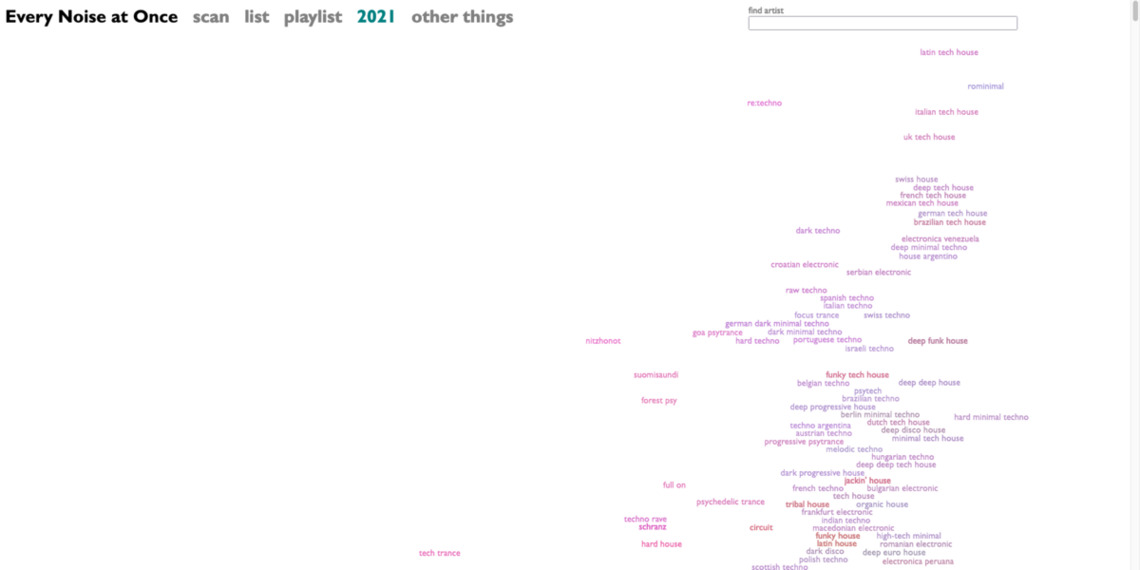 Every Noise at Once scan list playlist 2021 other things
find artist
latin tech house
rominimal
re:techno
italian tech house
uk tech house
swiss house
deep tech house
french tech house
mexican tech house
german tech house
brazilian tech house
dark techno
electronica venezuela
deep minimal techno
house argentino
croatian electronic
serbian electronic
raw techno
spanish techno
italian techno
focus trance swiss techno
german dark minimal techno
goa psytrance dark minimal techno
nitzhonot hard techno portuguese techno deep funk house
israeli techno
suomisaundi funky tech house
belgian techno deep deep house
psytech
forest psy brazilian techno
deep progressive house
berlin minimal techno
hard minimal techno
dutch tech house
techno argentina
deep disco house
austrian techno
minimal tech house
progressive psytrance
melodic techno
hungarian techno
deep deep tech house
dark progressive house
jackin' house
full on french techno bulgarian electronic
tech house
psychedelic trance tribal house organic house
frankfurt electronic
techno rave indian techno
schranz circuit macedonian electronic
funky house high-tech minimal
hard house latin house romanian electronic
tech trance dark disco deep euro house
polish techno electronica peruana
scottish techno